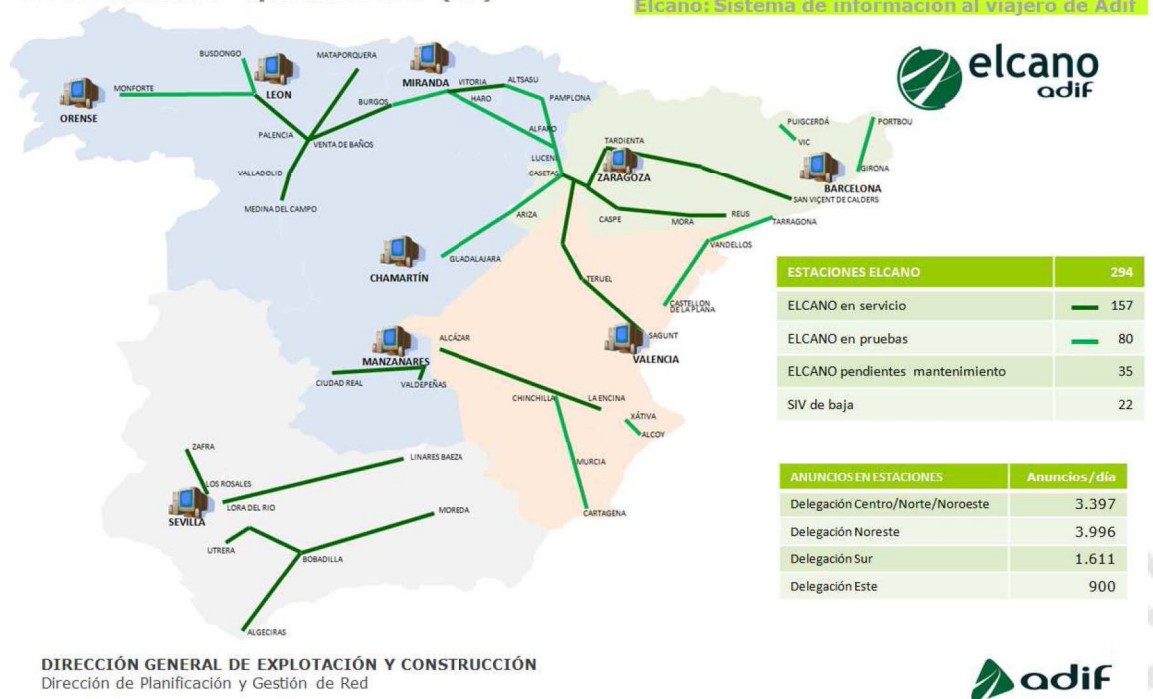 Elcano: Sistema de información al viajero de Adif
elcano
adif
BUSDONGO
MATAPORQUERA
LEON
MIRANDA
VITORIA
ALTSASU
MONFORTE
ORENSE
BURGOS
HARO
PAMPLONA
PALENCIA
VENTA DE BAÑOS
ALFARO
LUCENI
CASETAS
VALLADOLID
MEDINA DEL CAMPO
TARDIENTA
ZARAGOZA
PUIGCERDÁ
PORTBOU
VIC
GIRONA
BARCELONA
SAN VIÇENT DE CALDERS
ARIZA
CASPE
MORA
REUS
TARRAGONA
GUADALAJARA
CHAMARTÍN
VANDELLOS
TERUEL
CASTELLON
DE LA PLANA
SAGUNT
VALENCIA
ALCÁZAR
MANZANARES
CIUDAD REAL
VALDEPEÑAS
CHINCHILLA
LA ENCINA
XÁTIVA
ALCOY
MURCIA
CARTAGENA
ZAFRA
LINARES BAEZA
LOS ROSALES
LORA DEL RIO
SEVILLA
MOREDA
UTRERA
BOBADILLA
ALGECIRAS
ESTACIONES ELCANO 294
ELCANO en servicio 157
ELCANO en pruebas 80
ELCANO pendientes mantenimiento 35
SIV de baja 22
ANUNCIOS EN ESTACIONES Anuncios/día
Delegación Centro/Norte/Noroeste 3.397
Delegación Noreste 3.996
Delegación Sur 1.611
Delegación Este 900
DIRECCIÓN GENERAL DE EXPLOTACIÓN Y CONSTRUCCIÓN
Dirección de Planificación y Gestión de Red
adif